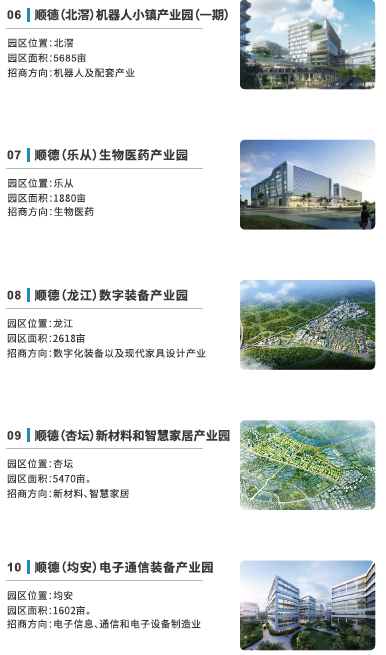 06 顺德(北滘)机器人小镇产业园(一期)
园区位置:北滘
园区面积:5685亩
招商方向:机器人及配套产业
07 顺德(乐从)生物医药产业园
园区位置:乐从
园区面积:1880亩
招商方向:生物医药
08 顺德(龙江)数字装备产业园
园区位置:龙江
园区面积:2618亩
招商方向:数字化装备以及现代家具设计产业
09 顺德(杏坛)新材料和智慧家居产业园
园区位置:杏坛
园区面积:5470亩。
招商方向:新材料、智慧家居
10 顺德(均安)电子通信装备产业园
园区位置:均安
园区面积:1602亩。
招商方向:电子信息、通信和电子设备制造业